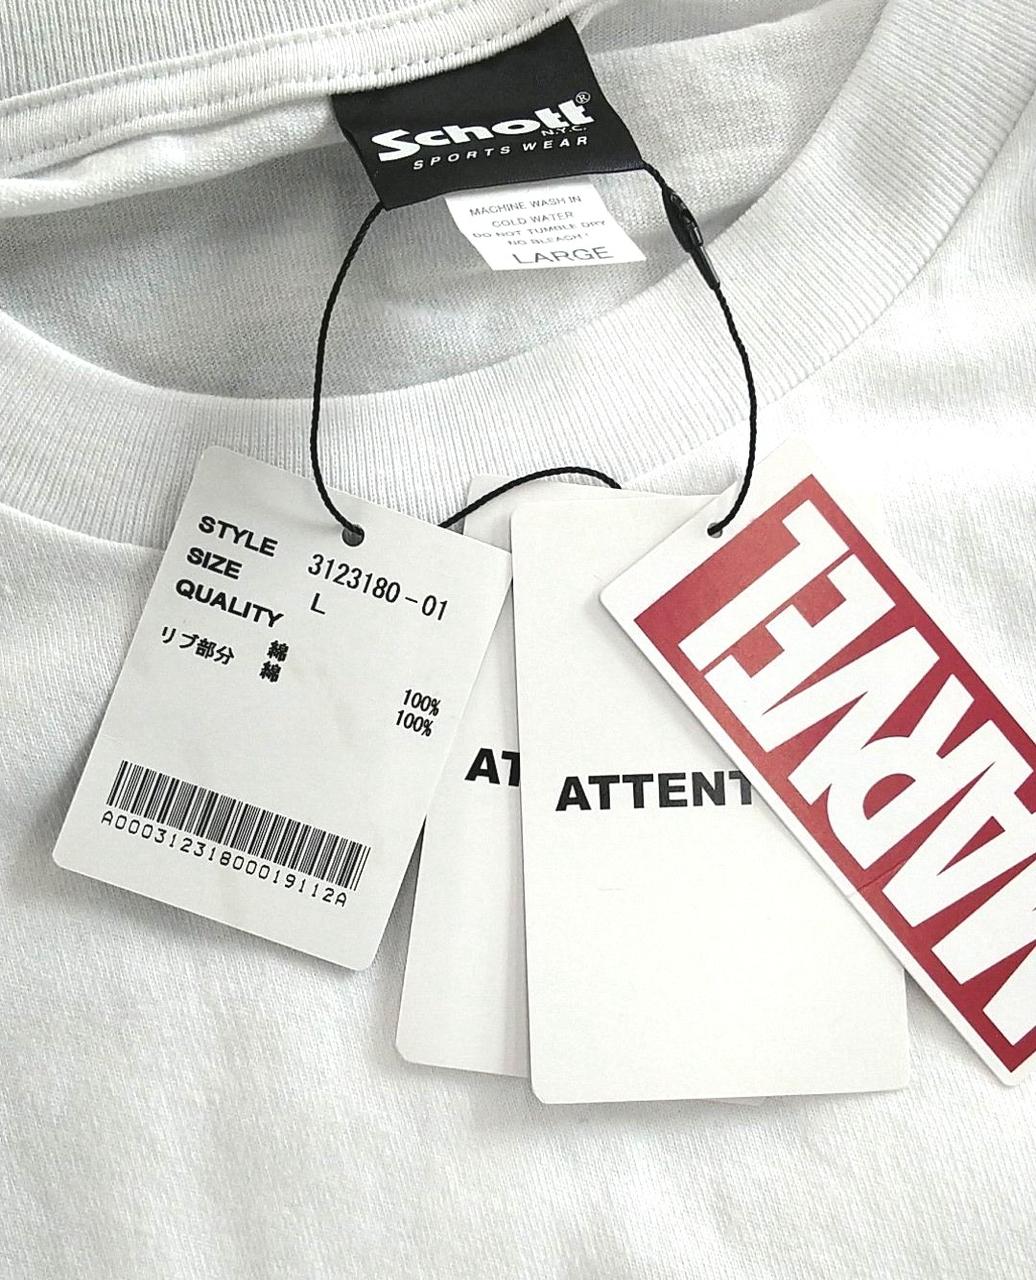 Schott®
N.Y.C.
SPORTS WEAR
MACHINE WASH IN
COLD WATER
DO NOT TUMBLE DRY
NO BLEACH!
LARGE
STYLE 3123180-01
SIZE L
QUALITY
綿 100%
リブ部分 綿 100%
A00031231800019112A
AT
ATTENT
MARVEL